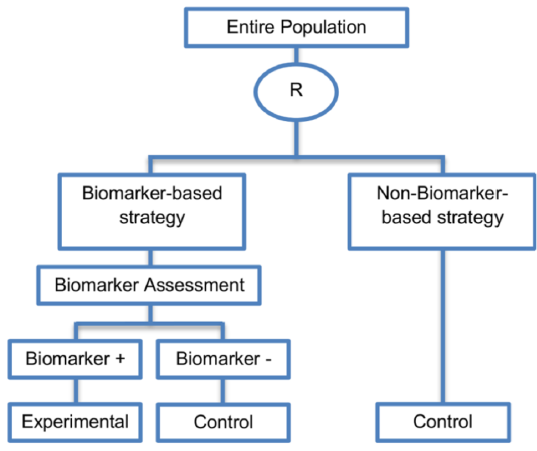 Entire Population
R
Biomarker-based
strategy
Non-Biomarker-
based strategy
Biomarker Assessment
Biomarker +
Biomarker -
Experimental
Control
Control